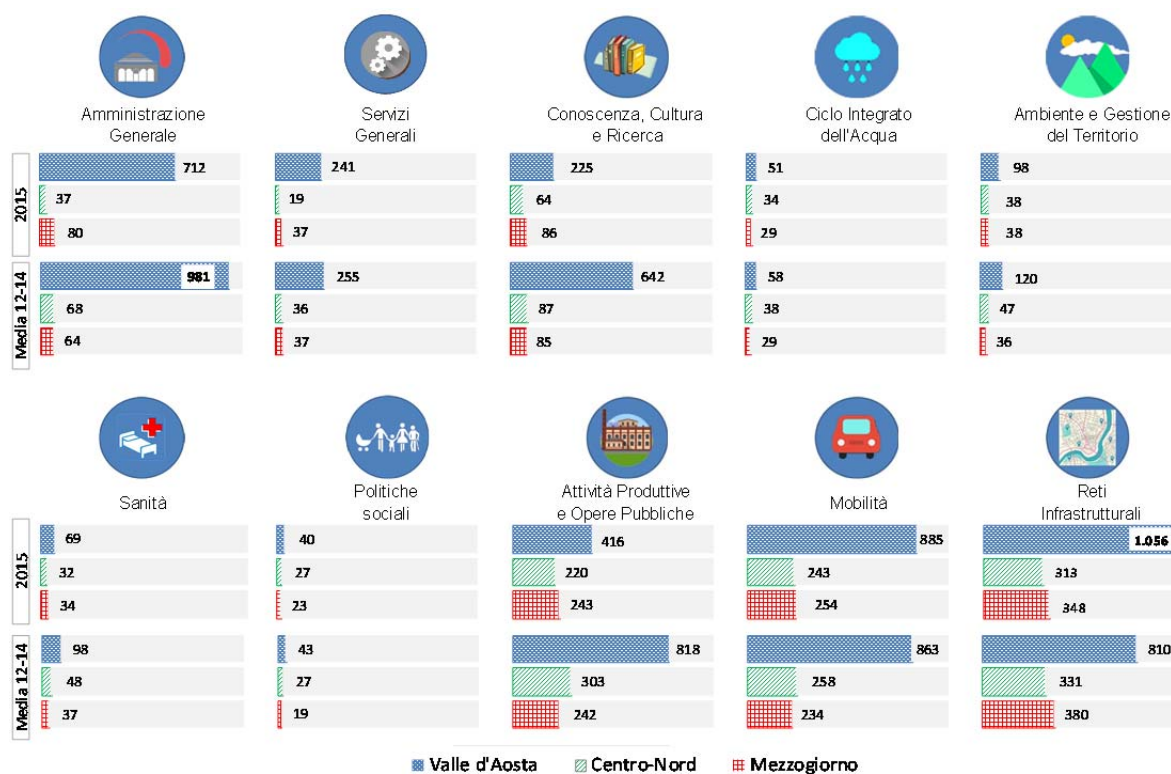 Amministrazione
Generale
Servizi
Generali
Conoscenza, Cultura
e Ricerca
Ciclo Integrato
dell'Acqua
Ambiente e Gestione
del Territorio
2015
712
37
80
241
19
37
225
64
86
51
34
29
98
38
38
Media 12-14
981
68
64
255
36
37
642
87
85
58
38
29
120
47
36
Sanità
Politiche
sociali
Attività Produttive
e Opere Pubbliche
Mobilità
Reti
Infrastrutturali
2015
69
32
34
40
27
23
416
220
243
885
243
254
1.056
313
348
Media 12-14
98
48
37
43
27
19
818
303
242
863
258
234
810
331
380
Valle d'Aosta
Centro-Nord
Mezzogiorno